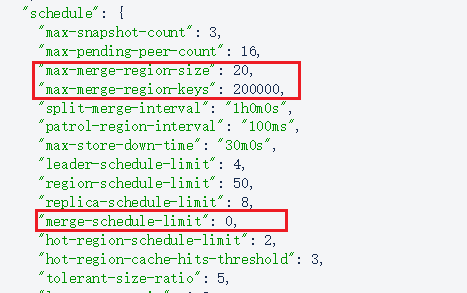 "schedule": {
"max-snapshot-count": 3,
"max-pending-peer-count": 16,
"max-merge-region-size": 20,
"max-merge-region-keys": 200000,
"split-merge-interval": "1h0m0s",
"patrol-region-interval": "100ms",
"max-store-down-time": "30m0s",
"leader-schedule-limit": 4,
"region-schedule-limit": 50,
"replica-schedule-limit": 8,
"merge-schedule-limit": 0,
"hot-region-schedule-limit": 2,
"hot-region-cache-hits-threshold": 3,
"tolerant-size-ratio": 5,